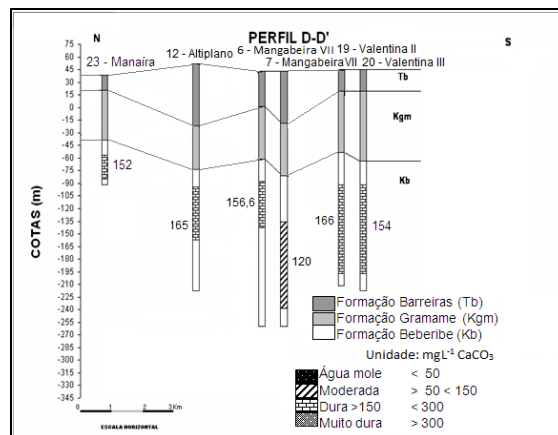 PERFIL D-D'
N
S
23 - Manaíra
12 - Altiplano
6 - Mangabeira VII
7 - Mangabeira VII
19 - Valentina II
20 - Valentina III
75
60
45
30
15
0
-15
-30
-45
-60
-75
-90
-105
-120
-135
-150
-165
-180
-195
-210
-225
-240
-255
-270
-285
-300
-315
-330
-345
COTAS (m)
Tb
Kgm
Kb
152
165
156,6
120
166
154
Formação Barreiras (Tb)
Formação Gramame (Kgm)
Formação Beberibe (Kb)
Unidade: mgL⁻¹ CaCO₃
Água mole < 50
Moderada > 50 < 150
Dura >150 < 300
Muito dura > 300
0 1 2 3 Km
ESCALA HORIZONTAL